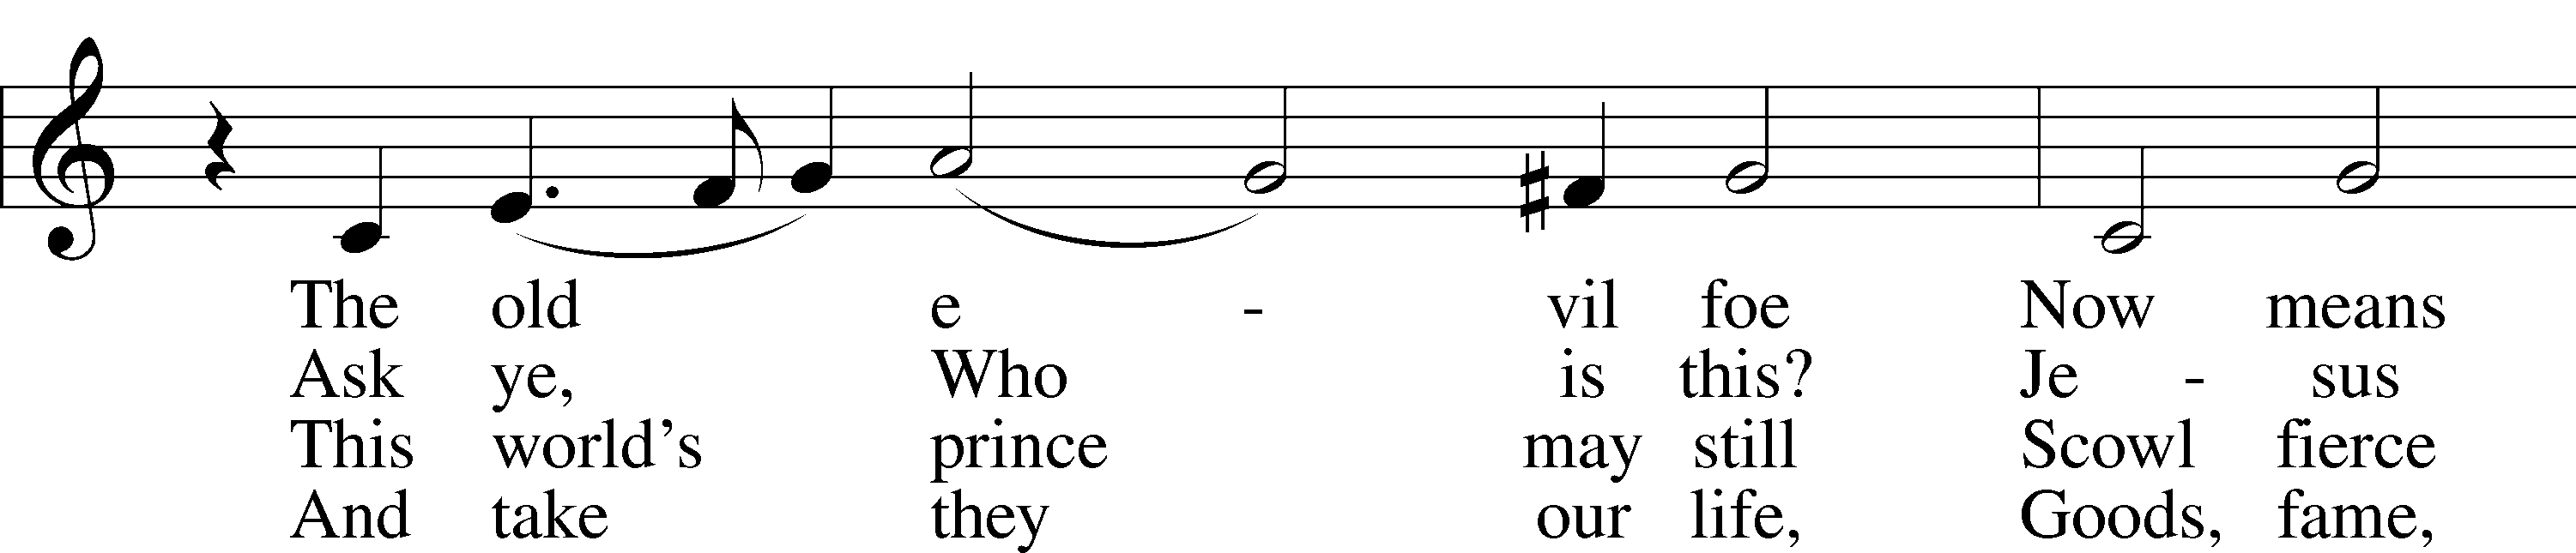 The old e - vil foe Now means
Ask ye, Who is this? Je - sus
This world's prince may still Scowl fierce
And take they our life, Goods, fame,